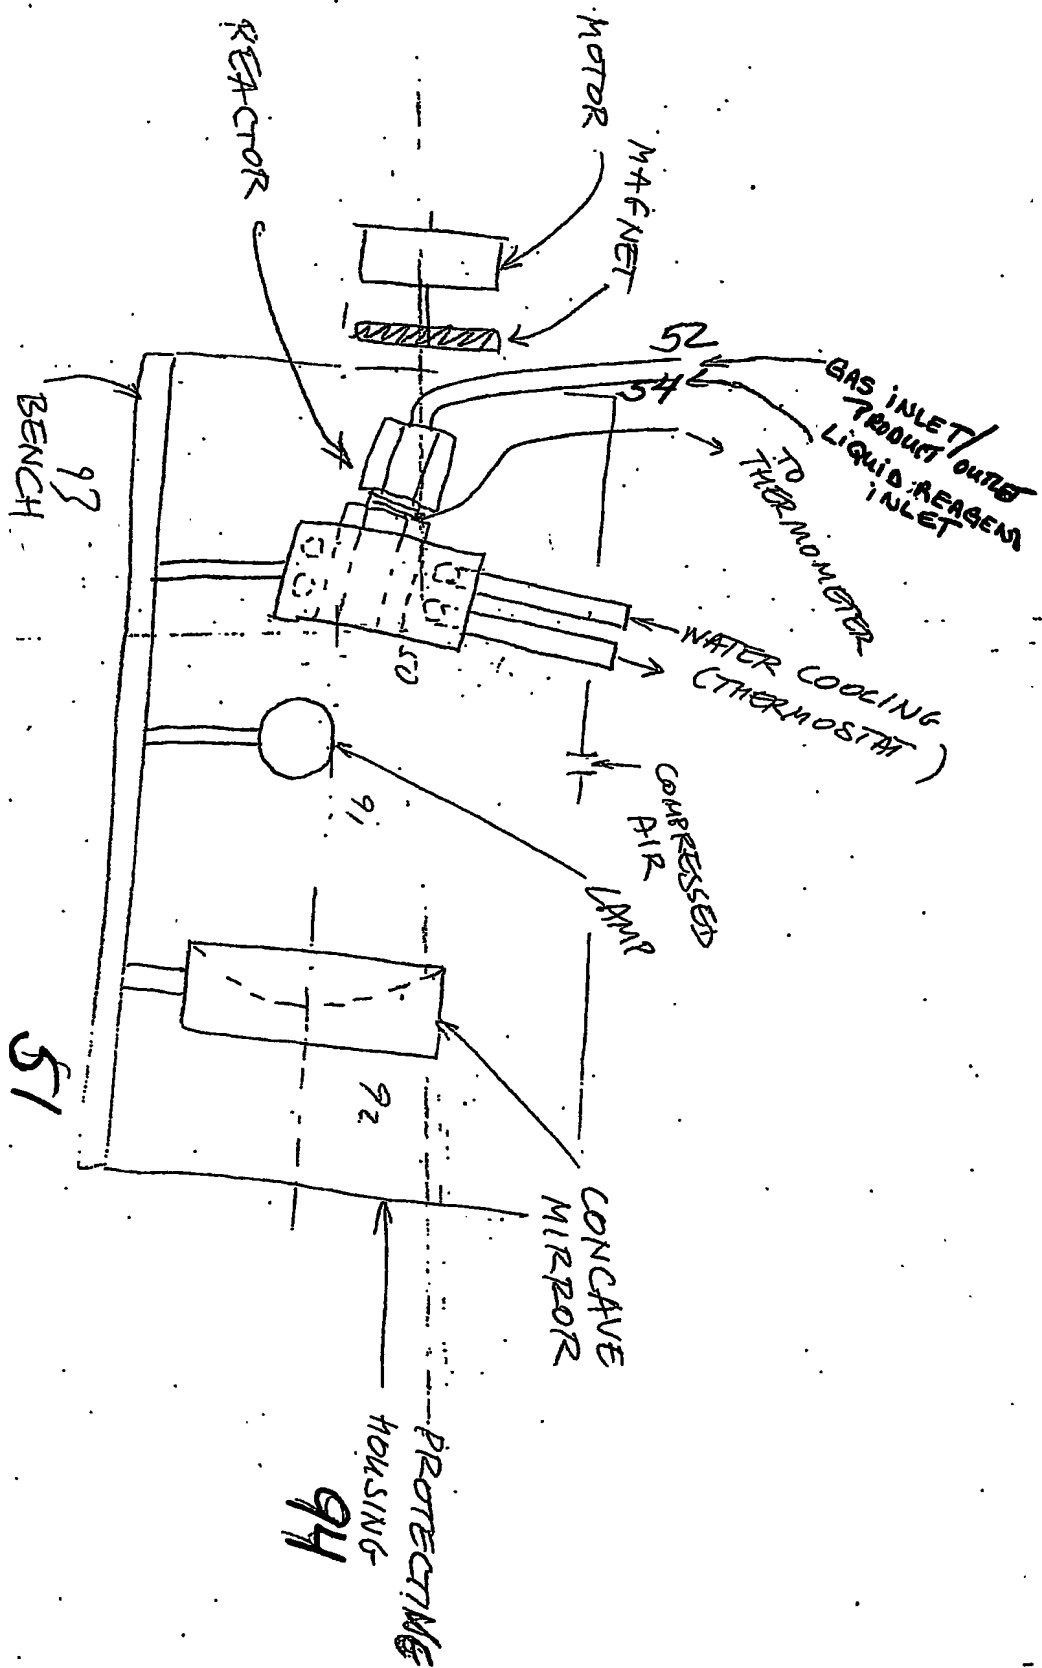 MOTOR
MAGNET
REACTOR
52
54
GAS INLET/
PRODUCT OUTLET
LIQUID REAGENT
INLET
TO
THERMOMETER
WATER COOLING
(THERMOSTAT)
COMPRESSED
AIR
LAMP
50
91
92
CONCAVE
MIRROR
PROTECTING
HOUSING
94
93
BENCH
51